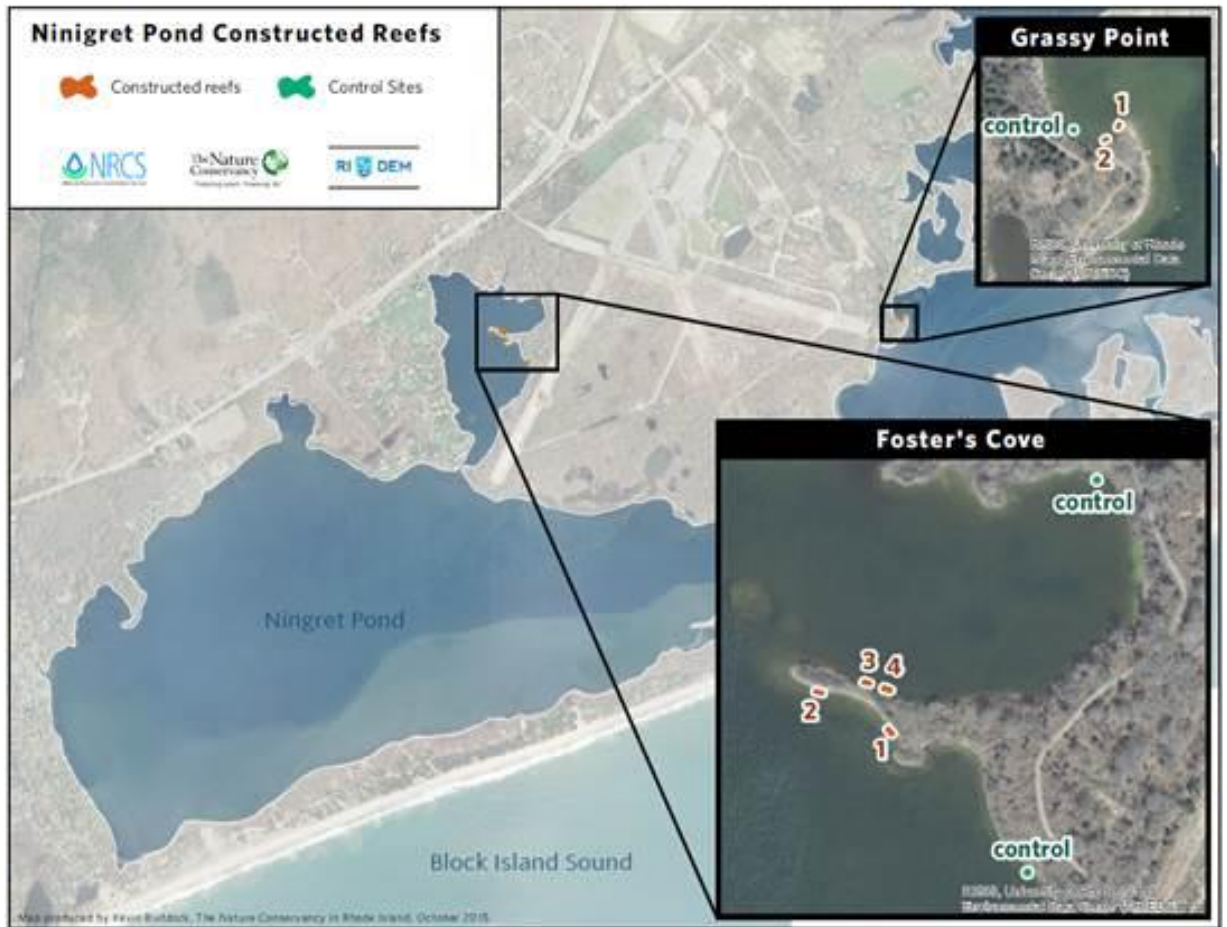 Ninigret Pond Constructed Reefs
Constructed reefs
Control Sites
NRCS
The Nature
Conservancy
RI DEM
Grassy Point
1
control
2
Foster's Cove
control
3
4
2
1
control
Ningret Pond
Block Island Sound
Map produced by Kevin Ruddock, The Nature Conservancy in Rhode Island, October 2015.